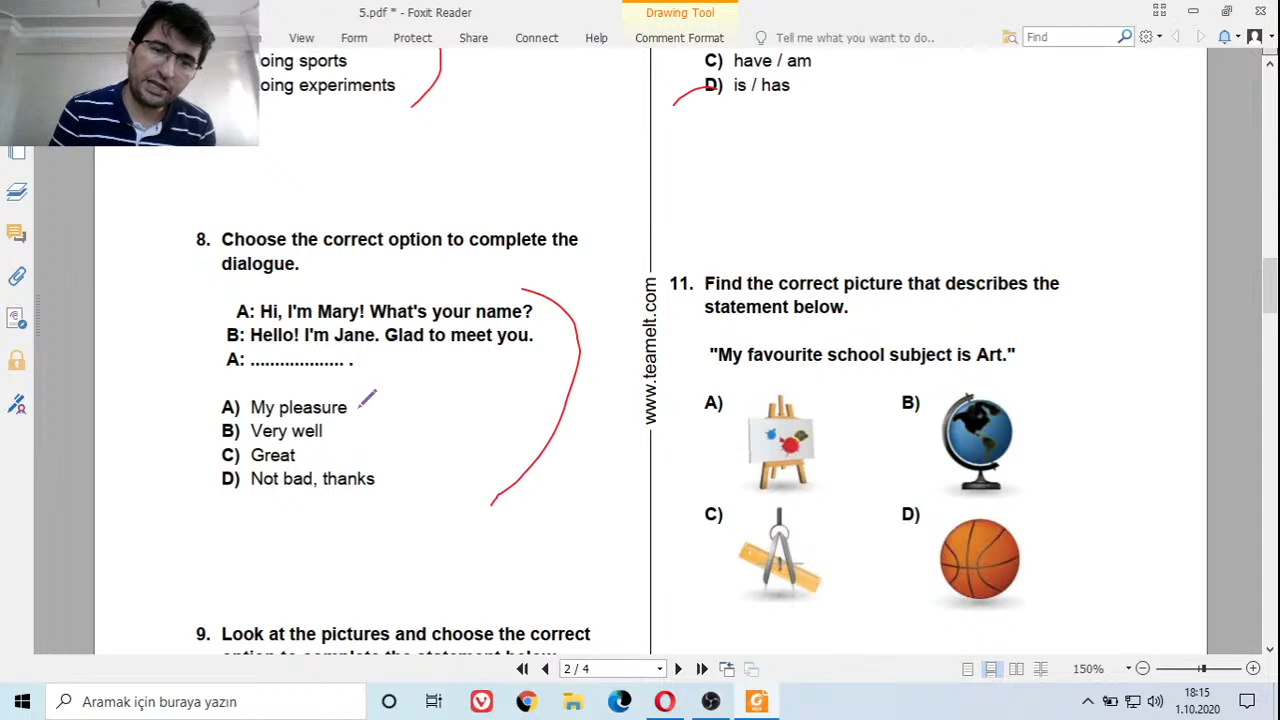 5.pdf * - Foxit Reader
Drawing Tool
View Form Protect Share Connect Help Comment Format Tell me what you want to do.. Find
oing sports
oing experiments
8. Choose the correct option to complete the
dialogue.
A: Hi, I'm Mary! What's your name?
B: Hello! I'm Jane. Glad to meet you.
A: ................... .
A) My pleasure
B) Very well
C) Great
D) Not bad, thanks
9. Look at the pictures and choose the correct
www.teamelt.com
C) have / am
D) is / has
11. Find the correct picture that describes the
statement below.
"My favourite school subject is Art."
A) B)
C) D)
2 / 4
150%
Aramak için buraya yazın
18:15
1.10.2020